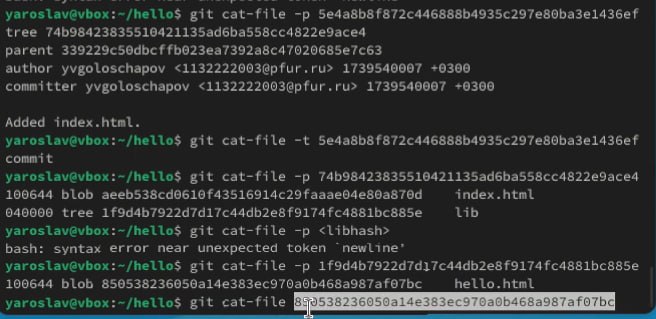 yaroslav@vbox:~/hello$ git cat-file -p 5e4a8b8f872c446888b4935c297e80ba3e1436ef
tree 74b98423835510421135ad6ba558cc4822e9ace4
parent 339229c50dbcffb023ea7392a8c47020685e7c63
author yvgoloschapov <1132222003@pfur.ru> 1739540007 +0300
committer yvgoloschapov <1132222003@pfur.ru> 1739540007 +0300
Added index.html.
yaroslav@vbox:~/hello$ git cat-file -t 5e4a8b8f872c446888b4935c297e80ba3e1436ef
commit
yaroslav@vbox:~/hello$ git cat-file -p 74b98423835510421135ad6ba558cc4822e9ace4
100644 blob aeeb538cd0610f43516914c29faaae04e80a870d    index.html
040000 tree 1f9d4b7922d7d17c44db2e8f9174fc4881bc885e    lib
yaroslav@vbox:~/hello$ git cat-file -p <libhash>
bash: syntax error near unexpected token `newline'
yaroslav@vbox:~/hello$ git cat-file -p 1f9d4b7922d7d17c44db2e8f9174fc4881bc885e
100644 blob 850538236050a14e383ec970a0b468a987af07bc    hello.html
yaroslav@vbox:~/hello$ git cat-file 850538236050a14e383ec970a0b468a987af07bc